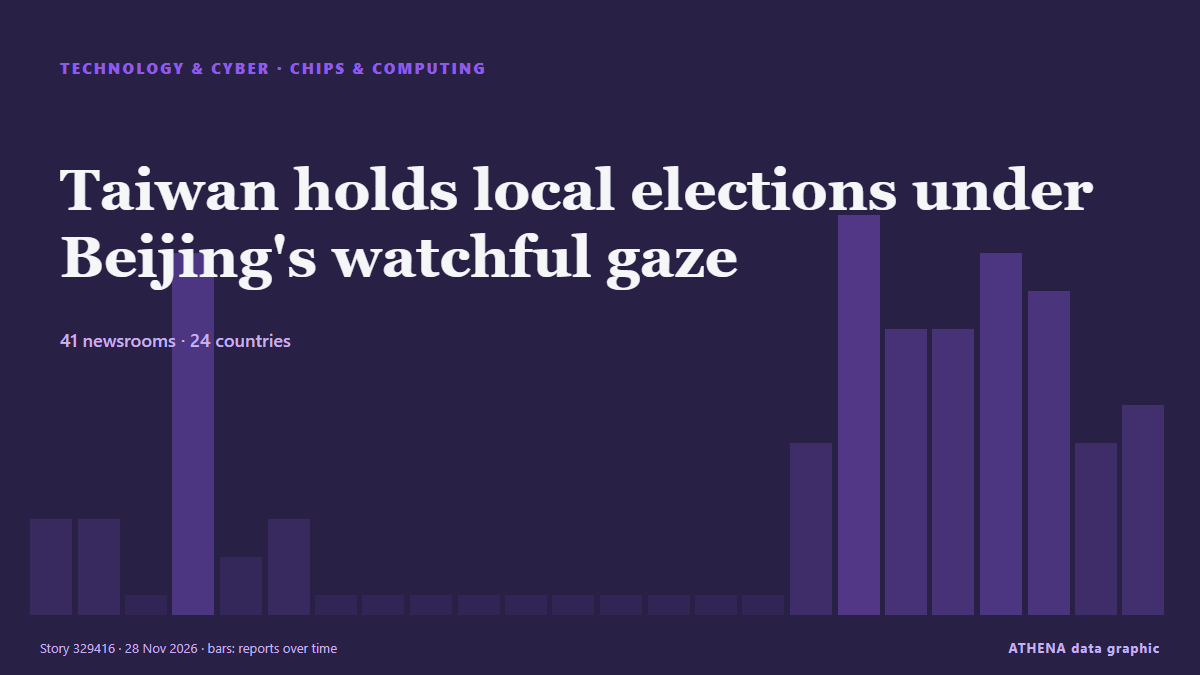 TECHNOLOGY & CYBER · CHIPS & COMPUTING
Taiwan holds local elections under
Beijing's watchful gaze
41 newsrooms · 24 countries
Story 329416 · 28 Nov 2026 · bars: reports over time
ATHENA data graphic